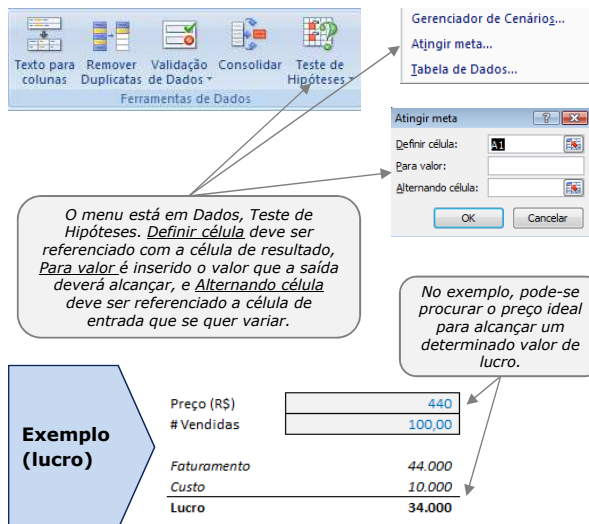 Texto para colunas
Remover Duplicatas
Validação de Dados
Consolidar
Teste de Hipóteses
Ferramentas de Dados
Gerenciador de Cenários...
Atingir meta...
Tabela de Dados...
Atingir meta
Definir célula: A1
Para valor:
Alternando célula:
OK Cancelar
O menu está em Dados, Teste de
Hipóteses. Definir célula deve ser
referenciado com a célula de resultado,
Para valor é inserido o valor que a saída
deverá alcançar, e Alternando célula
deve ser referenciado a célula de
entrada que se quer variar.
No exemplo, pode-se
procurar o preço ideal
para alcançar um
determinado valor de
lucro.
Exemplo
(lucro)
Preço (R$) 440
# Vendidas 100,00
Faturamento 44.000
Custo 10.000
Lucro 34.000